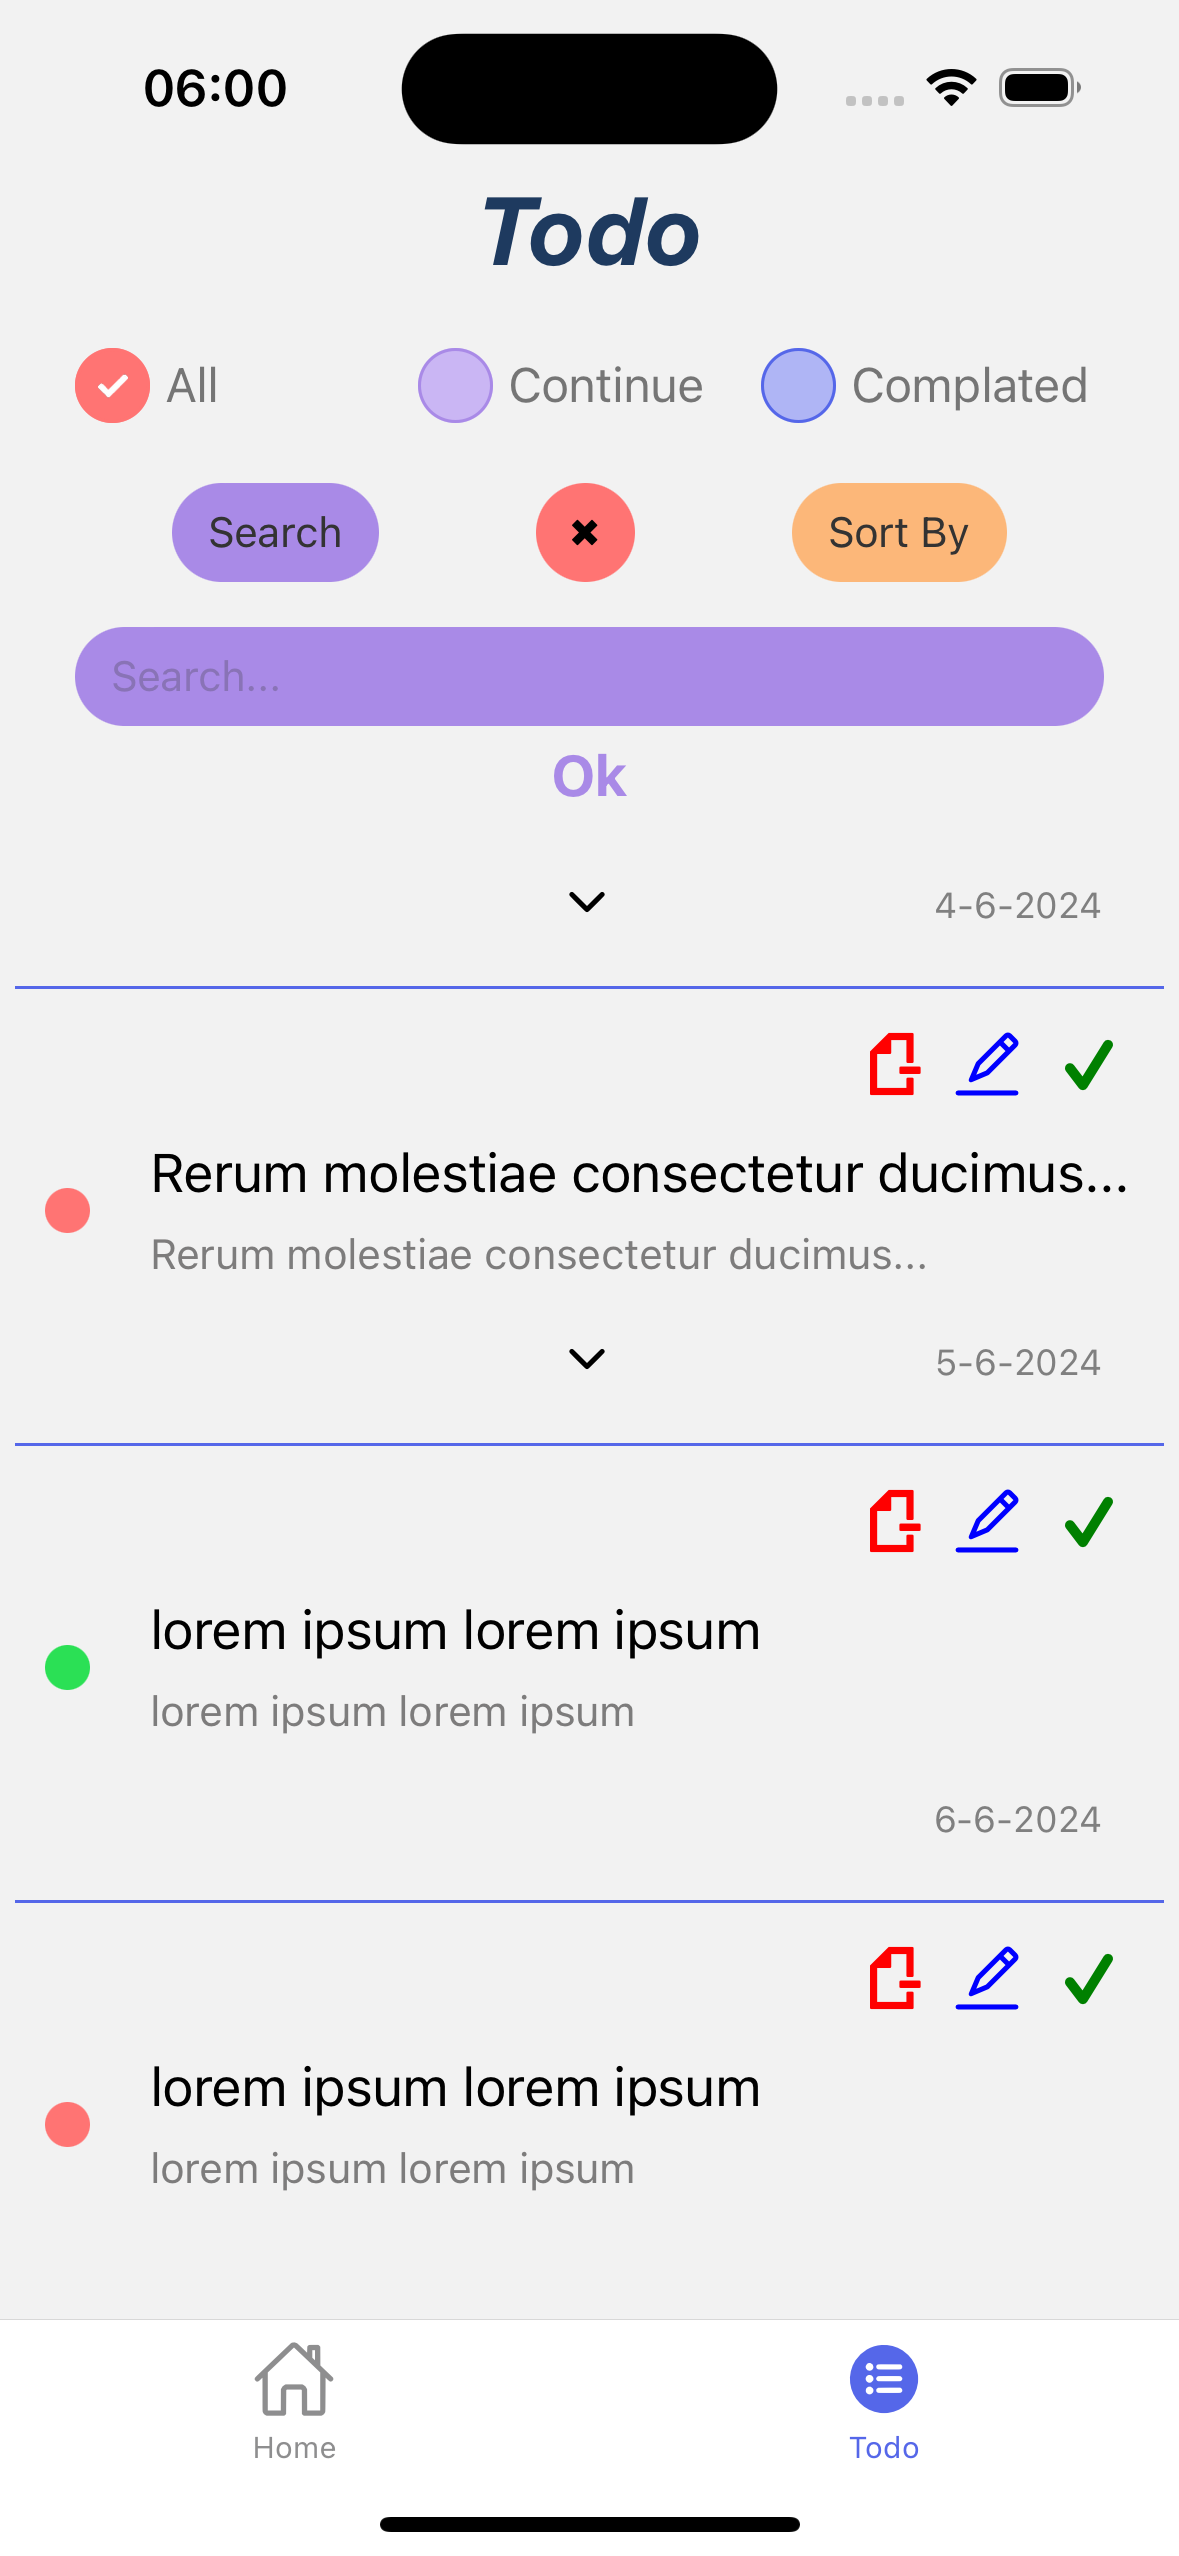 06:00
Todo
All Continue Complated
Search Sort By
Search...
Ok
4-6-2024
Rerum molestiae consectetur ducimus...
Rerum molestiae consectetur ducimus...
5-6-2024
lorem ipsum lorem ipsum
lorem ipsum lorem ipsum
6-6-2024
lorem ipsum lorem ipsum
lorem ipsum lorem ipsum
Home Todo